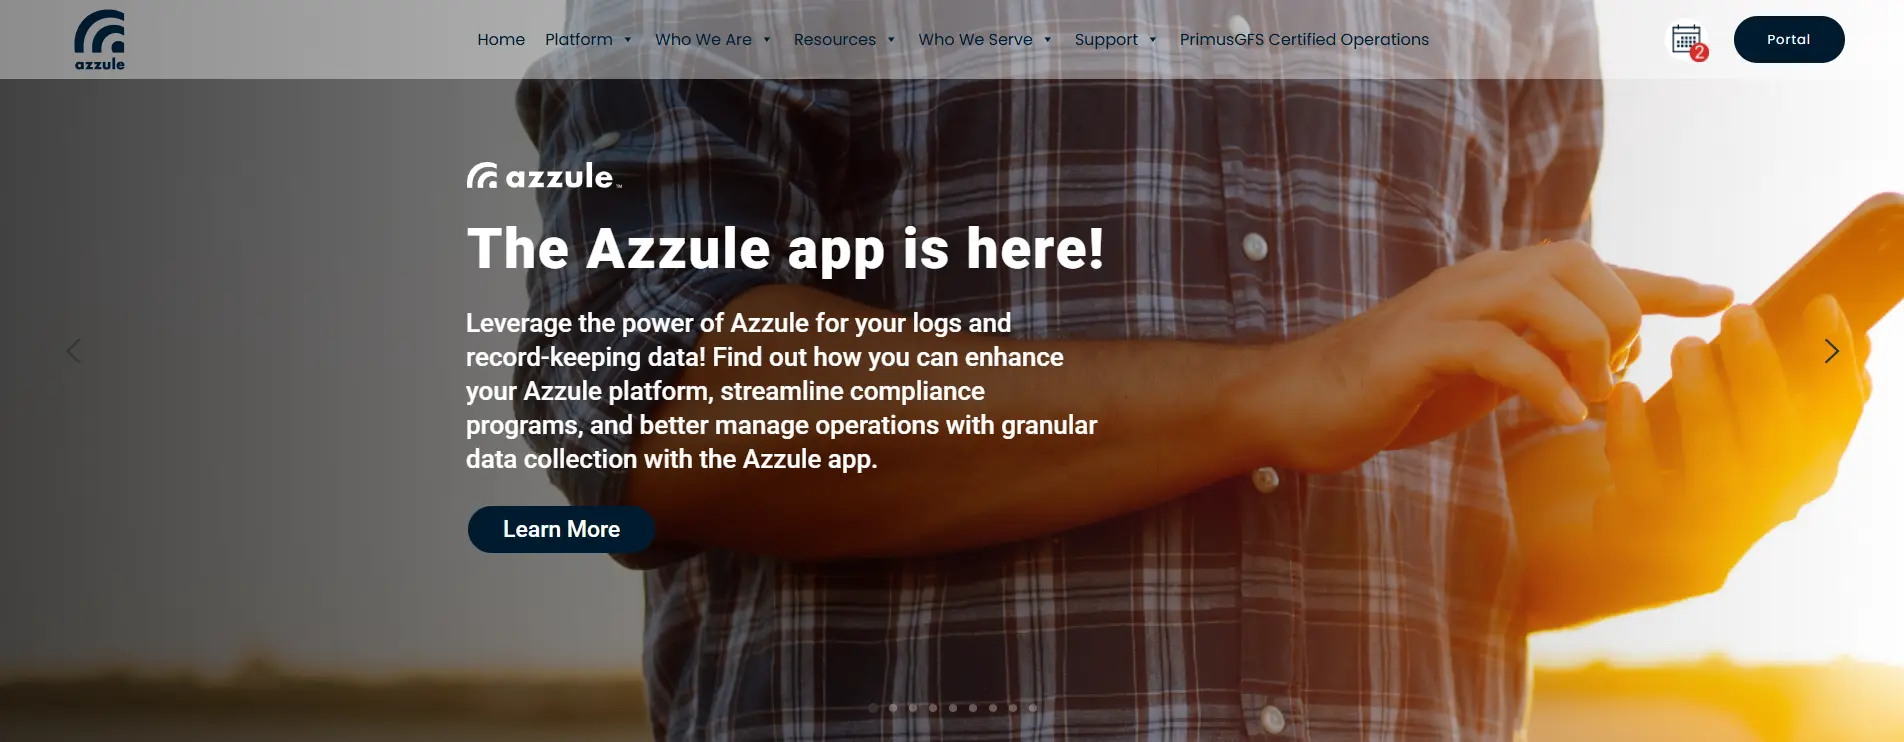 azzule
Home Platform Who We Are Resources Who We Serve Support PrimusGFS Certified Operations
2
Portal
azzule™
The Azzule app is here!
Leverage the power of Azzule for your logs and
record-keeping data! Find out how you can enhance
your Azzule platform, streamline compliance
programs, and better manage operations with granular
data collection with the Azzule app.
Learn More